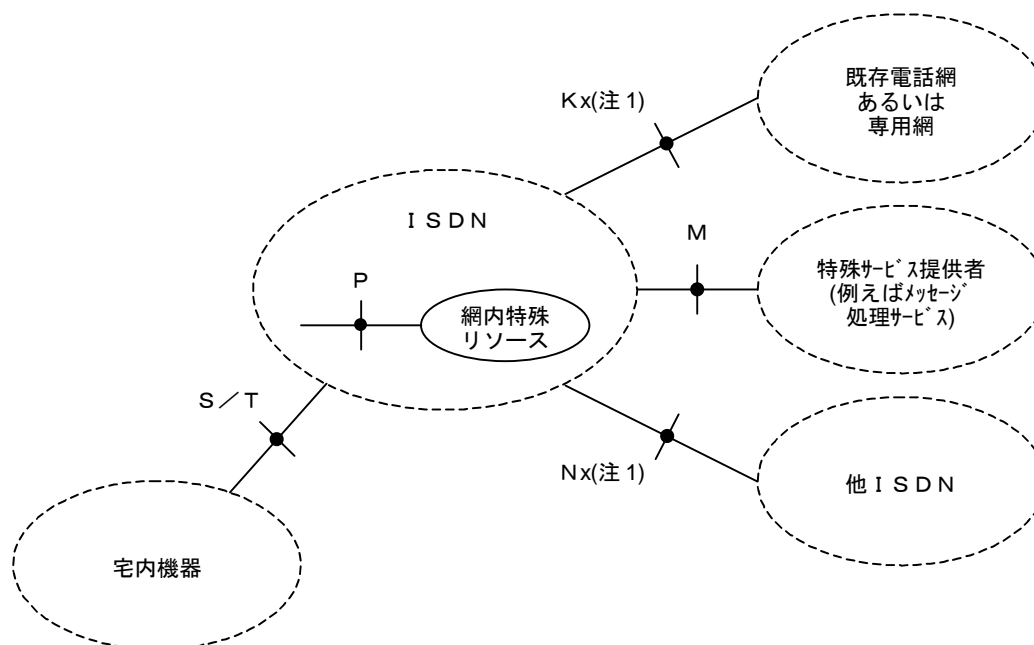 既存電話網
あるいは
専用網
Kx(注1)
ISDN
M
特殊サービス提供者
(例えばメッセージ
処理サービス)
P
網内特殊
リソース
S／T
Nx(注1)
他ISDN
宅内機器